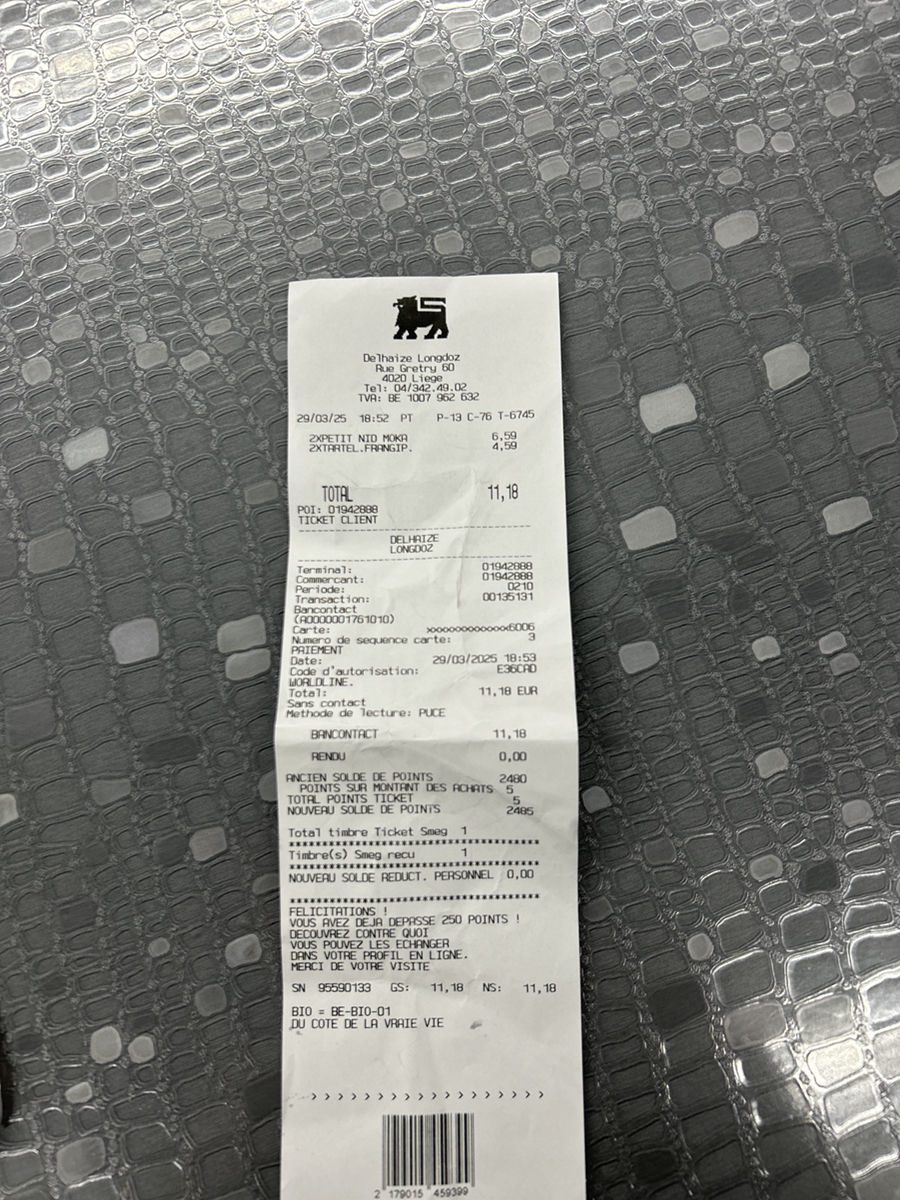 Delhaize Longdoz
Rue Gretry 60
4020 Liege
Tel: 04/342.49.02
TVA: BE 1007 962 632
29/03/25 18:52 PT P-13 C-76 T-6745
2XPETIT NID MOKA 6,59
2XTARTEL.FRANGIP. 4,59
TOTAL 11,18
POI: 01942888
TICKET CLIENT
DELHAIZE
LONGDOZ
Terminal: 01942888
Commercant: 01942888
Periode: 0210
Transaction: 00135131
Bancontact
(A0000001761010)
Carte: xxxxxxxxxxxxx6006
Numero de sequence carte: 3
PAIEMENT
Date: 29/03/2025 18:53
Code d'autorisation: E36CAD
WORLDLINE.
Total: 11,18 EUR
Sans contact
Methode de lecture: PUCE
BANCONTACT 11,18
RENDU 0,00
ANCIEN SOLDE DE POINTS 2480
POINTS SUR MONTANT DES ACHATS 5
TOTAL POINTS TICKET 5
NOUVEAU SOLDE DE POINTS 2485
Total timbre Ticket Smeg 1
****************************************
Timbre(s) Smeg recu 1
****************************************
NOUVEAU SOLDE REDUCT. PERSONNEL 0,00
****************************************
FELICITATIONS !
VOUS AVEZ DEJA DEPASSE 250 POINTS !
DECOUVREZ CONTRE QUOI
VOUS POUVEZ LES ECHANGER
DANS VOTRE PROFIL EN LIGNE.
MERCI DE VOTRE VISITE
SN 95590133 GS: 11,18 NS: 11,18
BIO = BE-BIO-01
DU COTE DE LA VRAIE VIE
> > > > > > > > > > > > > > > > > >
2 179015 459399